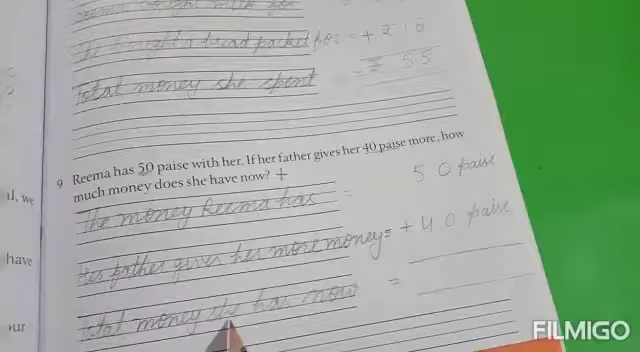 She bought a bread packet for = + ₹ 10
Total money she spent = ₹ 55
9 Reema has 50 paise with her. If her father gives her 40 paise more, how
much money does she have now? +
The money Reema has = 50 paise
Her father gives her more money = + 40 paise
Total money she has now =
d, we
have
our
FILMIGO